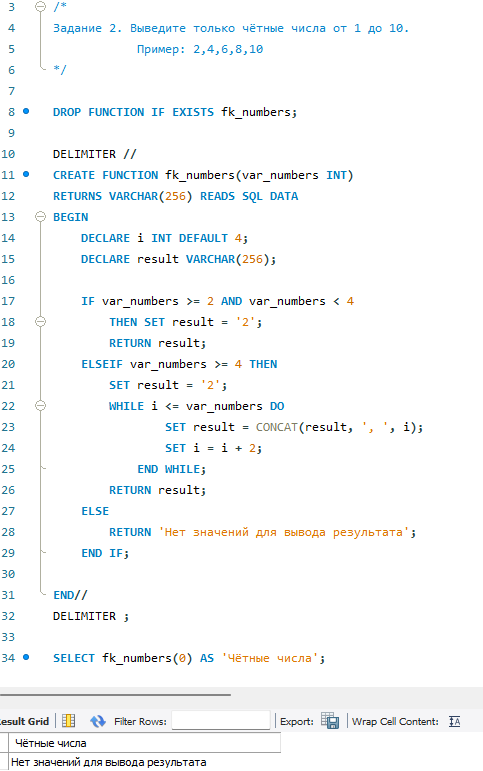 3 /*
4 Задание 2. Выведите только чётные числа от 1 до 10.
5 Пример: 2,4,6,8,10
6 */
7
8 DROP FUNCTION IF EXISTS fk_numbers;
9
10 DELIMITER //
11 CREATE FUNCTION fk_numbers(var_numbers INT)
12 RETURNS VARCHAR(256) READS SQL DATA
13 BEGIN
14 DECLARE i INT DEFAULT 4;
15 DECLARE result VARCHAR(256);
16
17 IF var_numbers >= 2 AND var_numbers < 4
18 THEN SET result = '2';
19 RETURN result;
20 ELSEIF var_numbers >= 4 THEN
21 SET result = '2';
22 WHILE i <= var_numbers DO
23 SET result = CONCAT(result, ', ', i);
24 SET i = i + 2;
25 END WHILE;
26 RETURN result;
27 ELSE
28 RETURN 'Нет значений для вывода результата';
29 END IF;
30
31 END//
32 DELIMITER ;
33
34 SELECT fk_numbers(0) AS 'Чётные числа';
esult Grid Filter Rows: Export: Wrap Cell Content: IA
Чётные числа
Нет значений для вывода результата